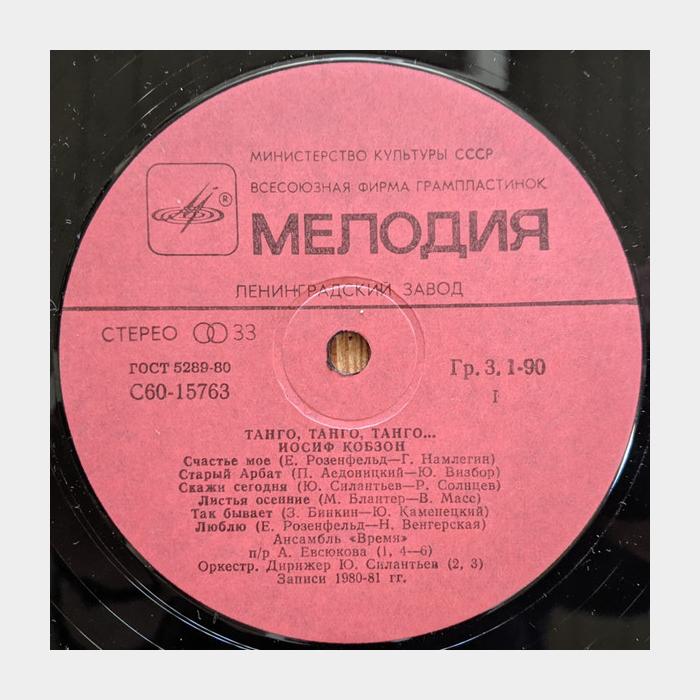 МИНИСТЕРСТВО КУЛЬТУРЫ СССР
ВСЕСОЮЗНАЯ ФИРМА ГРАМПЛАСТИНОК
®
МЕЛОДИЯ
ЛЕНИНГРАДСКИЙ ЗАВОД
СТЕРЕО 33
ГОСТ 5289-80
Гр. 3. 1-90
С60-15763
I
ТАНГО, ТАНГО, ТАНГО...
ИОСИФ КОБЗОН
Счастье мое (Е. Розенфельд—Г. Намлегин)
Старый Арбат (П. Аедоницкий—Ю. Визбор)
Скажи сегодня (Ю. Силантьев—Р. Солнцев)
Листья осенние (М. Блантер—В. Масс)
Так бывает (З. Бинкин—Ю. Каменецкий)
Люблю (Е. Розенфельд—Н. Венгерская)
Ансамбль «Время»
п/р А. Евсюкова (1, 4—6)
Оркестр. Дирижер Ю. Силантьев (2, 3)
Записи 1980-81 гг.